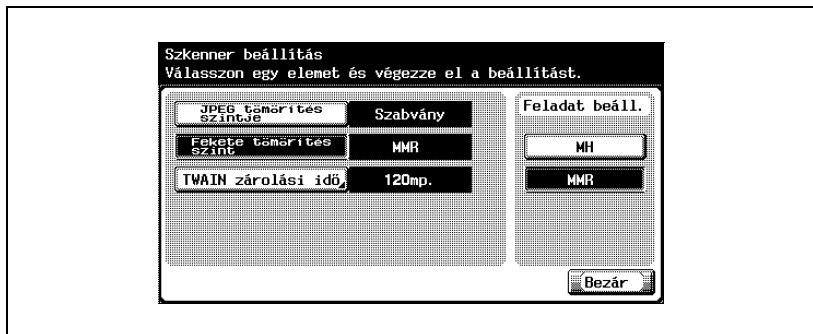 Szkenner beállítás
Válasszon egy elemet és végezze el a beállítást.
JPEG tömörítés
szintje
Szabvány
Fekete tömörítés
szint
MMR
TWAIN zárolási idő
120mp.
Feladat beáll.
MH
MMR
Bezár